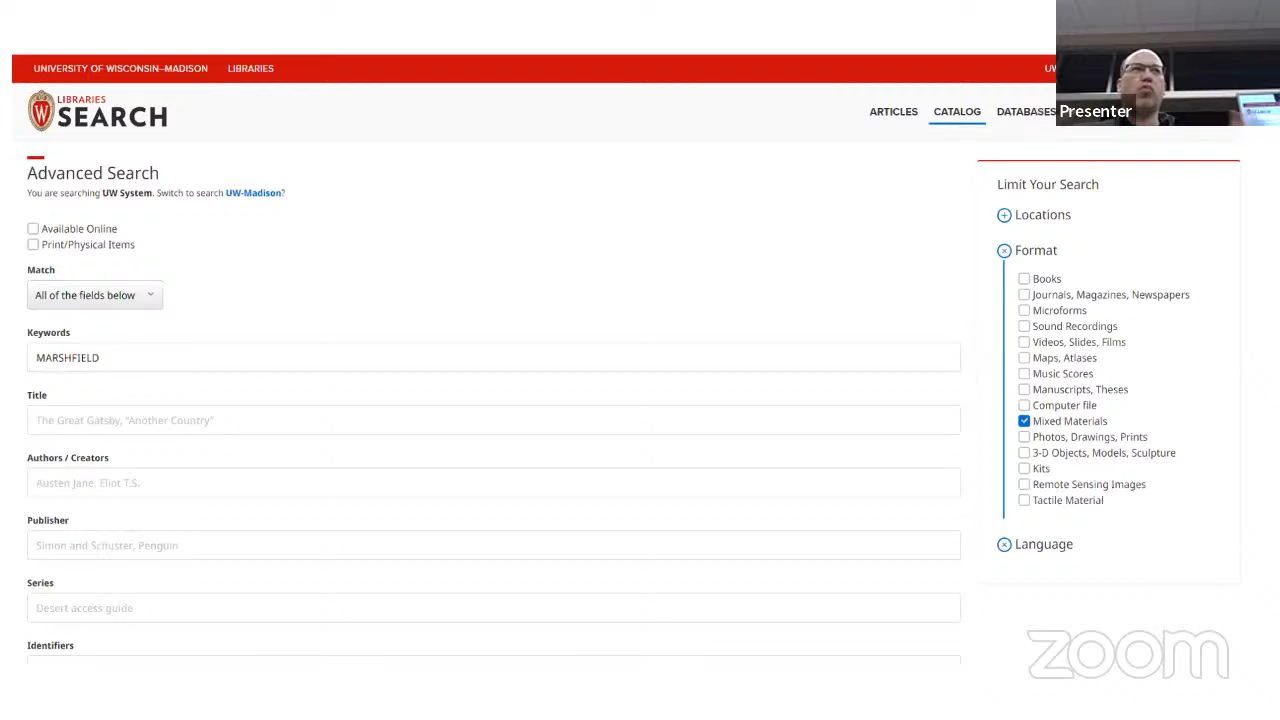 UNIVERSITY OF WISCONSIN–MADISON LIBRARIES UW
LIBRARIES
SEARCH
ARTICLES CATALOG DATABASES
Presenter
Advanced Search
You are searching UW System. Switch to search UW-Madison?
Available Online
Print/Physical Items
Match
All of the fields below
Keywords
MARSHFIELD
Title
The Great Gatsby, "Another Country"
Authors / Creators
Austen Jane, Eliot T.S.
Publisher
Simon and Schuster, Penguin
Series
Desert access guide
Identifiers
Limit Your Search
Locations
Format
Books
Journals, Magazines, Newspapers
Microforms
Sound Recordings
Videos, Slides, Films
Maps, Atlases
Music Scores
Manuscripts, Theses
Computer file
Mixed Materials
Photos, Drawings, Prints
3-D Objects, Models, Sculpture
Kits
Remote Sensing Images
Tactile Material
Language
zoom